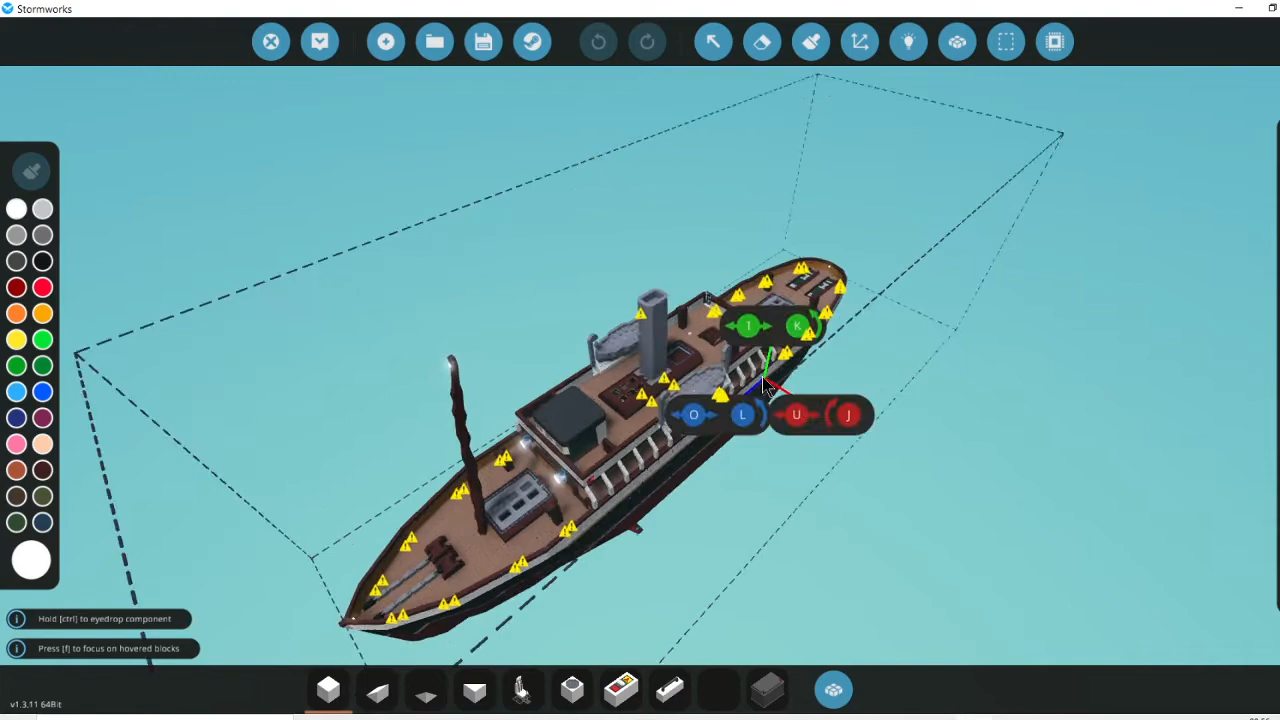 Stormworks
I K
O L U J
Hold [ctrl] to eyedrop component
Press [f] to focus on hovered blocks
v1.3.11 64Bit